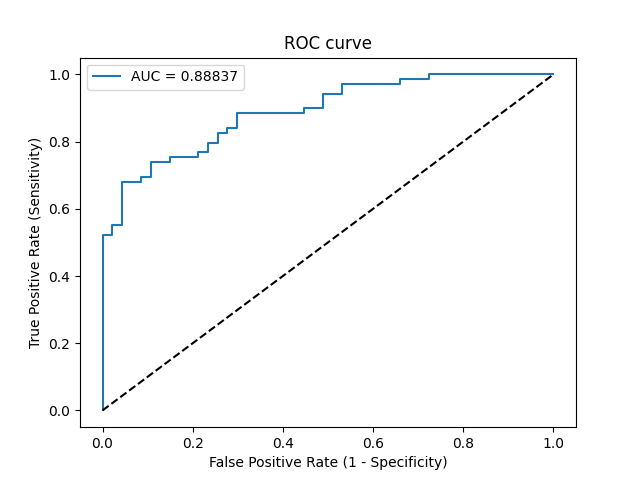 ROC curve
AUC = 0.88837
1.0
0.8
0.6
0.4
0.2
0.0
True Positive Rate (Sensitivity)
0.0 0.2 0.4 0.6 0.8 1.0
False Positive Rate (1 - Specificity)